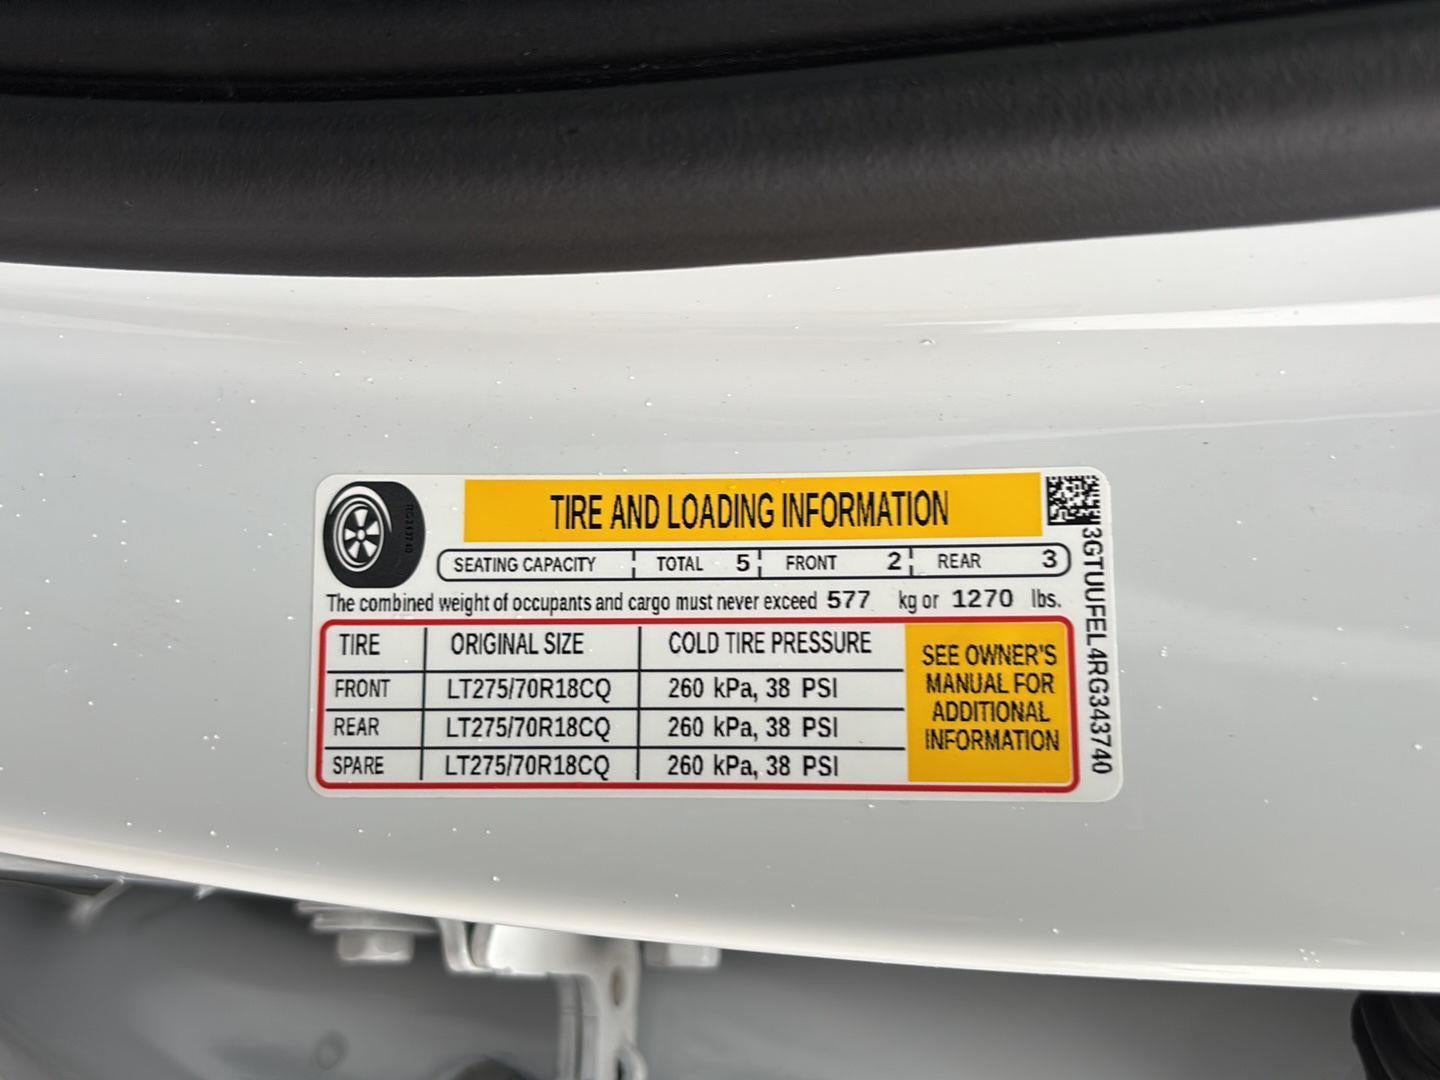 TIRE AND LOADING INFORMATION
SEATING CAPACITY TOTAL 5 FRONT 2 REAR 3
The combined weight of occupants and cargo must never exceed 577 kg or 1270 lbs.
TIRE ORIGINAL SIZE COLD TIRE PRESSURE
FRONT LT275/70R18CQ 260 kPa, 38 PSI
REAR LT275/70R18CQ 260 kPa, 38 PSI
SPARE LT275/70R18CQ 260 kPa, 38 PSI
SEE OWNER'S
MANUAL FOR
ADDITIONAL
INFORMATION
3GTUUFEL4RG343740
RG343740